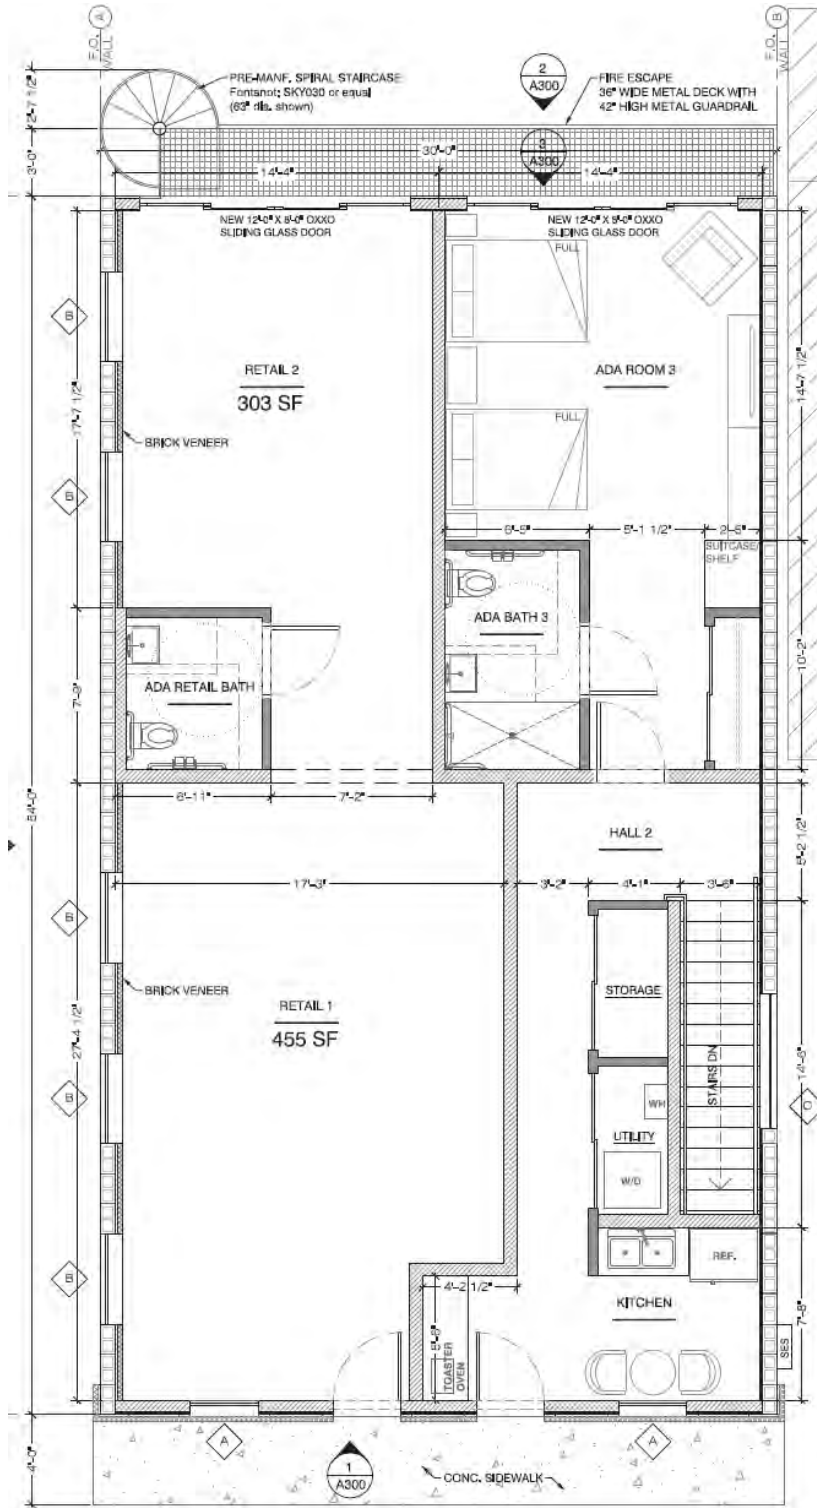 A
B
F.O.
WALL
F.O.
WALL
PRE-MANF. SPIRAL STAIRCASE
Fontanot; SKY030 or equal
(63" dia. shown)
2
A300
FIRE ESCAPE
36" WIDE METAL DECK WITH
42" HIGH METAL GUARDRAIL
2'-7 1/2"
3'-0"
30'-0"
3
A300
14'-4"
14'-4"
NEW 12'-0" X 8'-0" OXXO
SLIDING GLASS DOOR
NEW 12'-0" X 8'-0" OXXO
SLIDING GLASS DOOR
FULL
B
RETAIL 2
303 SF
ADA ROOM 3
17'-7 1/2"
14'-7 1/2"
BRICK VENEER
FULL
B
6'-5"
5'-1 1/2"
2'-5"
SUITCASE/
SHELF
ADA BATH 3
10'-2"
ADA RETAIL BATH
7'-9"
6'-11"
7'-2"
54'-0"
HALL 2
5'-2 1/2"
17'-3"
3'-2"
4'-1"
3'-6"
B
BRICK VENEER
STORAGE
RETAIL 1
455 SF
27'-4 1/2"
14'-6"
STAIRS DN
B
WH
UTILITY
W/D
REF.
B
4'-2 1/2"
KITCHEN
7'-8"
5'-6"
TOASTER
OVEN
SES
A
A
4'-0"
1
A300
CONC. SIDEWALK